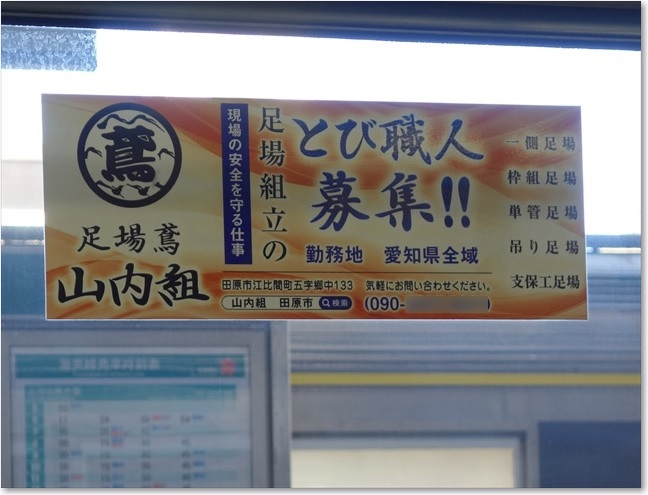 鳶
足場鳶
山内組
現場の安全を守る仕事
足場組立の
とび職人
募集!!
勤務地 愛知県全域
田原市江比間町五字郷中133 気軽にお問い合わせください。
山内組 田原市 検索 (090-
一側足場
枠組足場
単管足場
吊り足場
支保工足場